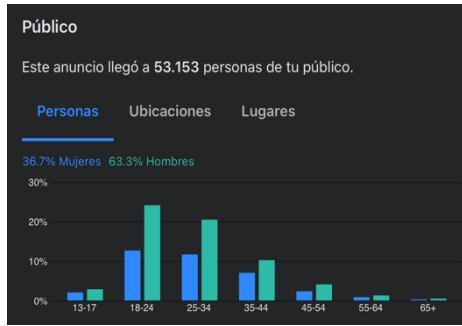 Público
Este anuncio llegó a 53.153 personas de tu público.
Personas Ubicaciones Lugares
36.7% Mujeres 63.3% Hombres
30%
20%
10%
0%
13-17 18-24 25-34 35-44 45-54 55-64 65+